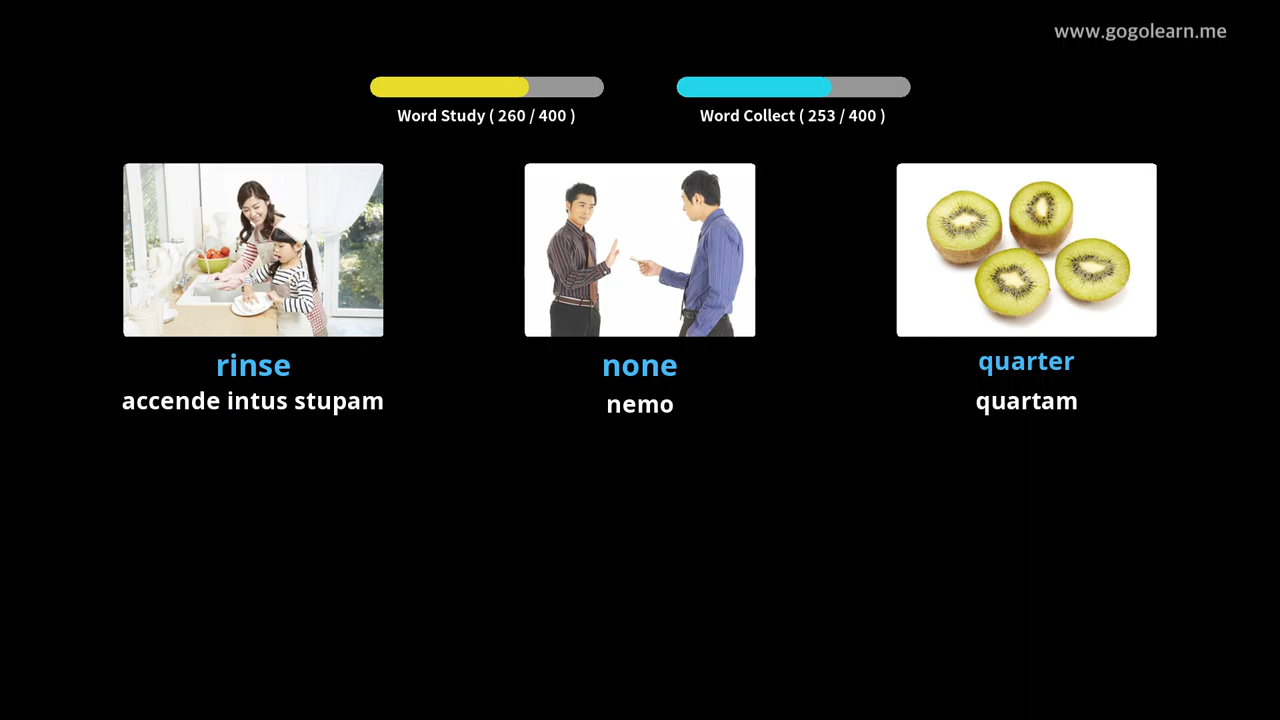 www.gogolearn.me
Word Study ( 260 / 400 )
Word Collect ( 253 / 400 )
rinse
accende intus stupam
none
nemo
quarter
quartam